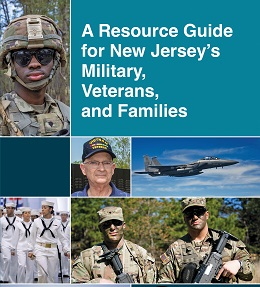 A Resource Guide
for New Jersey's
Military,
Veterans,
and Families